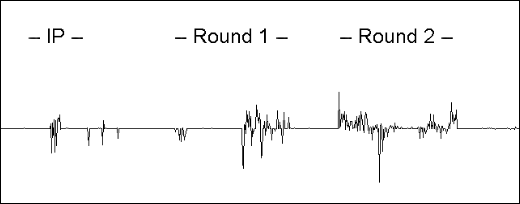 – IP – – Round 1 – – Round 2 –